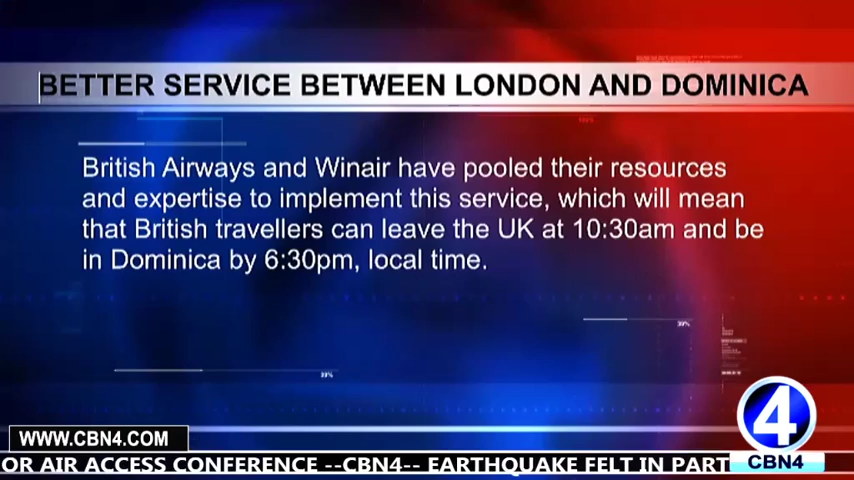 BETTER SERVICE BETWEEN LONDON AND DOMINICA
British Airways and Winair have pooled their resources
and expertise to implement this service, which will mean
that British travellers can leave the UK at 10:30am and be
in Dominica by 6:30pm, local time.
39%
39%
4
WWW.CBN4.COM
OR AIR ACCESS CONFERENCE --CBN4-- EARTHQUAKE FELT IN PART
CBN4